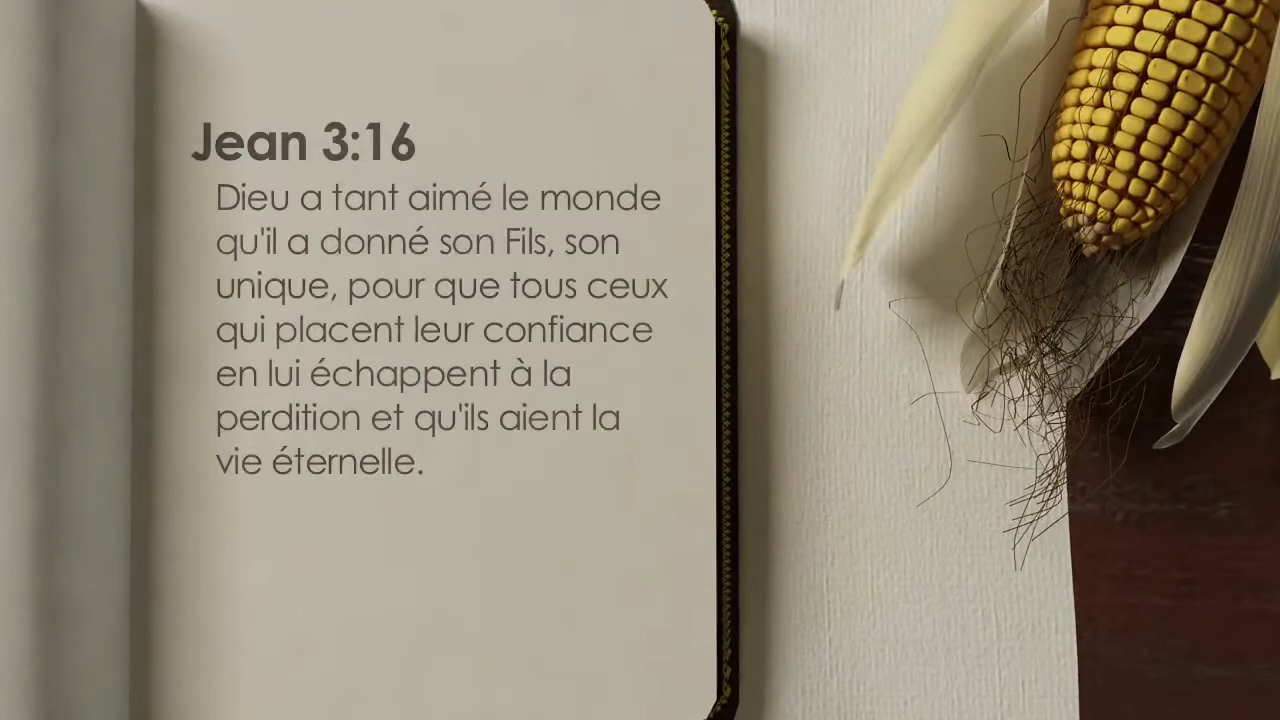 Jean 3:16
Dieu a tant aimé le monde
qu'il a donné son Fils, son
unique, pour que tous ceux
qui placent leur confiance
en lui échappent à la
perdition et qu'ils aient la
vie éternelle.